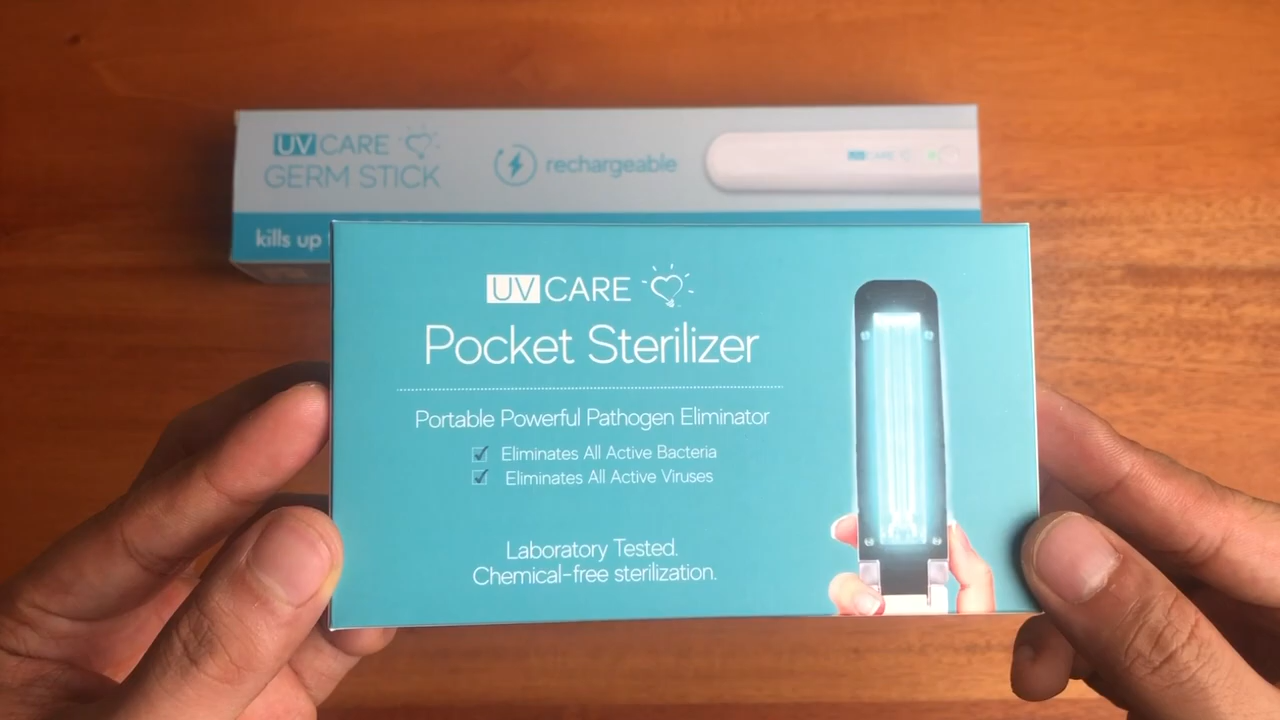 UV CARE
GERM STICK
rechargeable
UV CARE
kills up
UV CARE
Pocket Sterilizer
Portable Powerful Pathogen Eliminator
Eliminates All Active Bacteria
Eliminates All Active Viruses
Laboratory Tested.
Chemical-free sterilization.